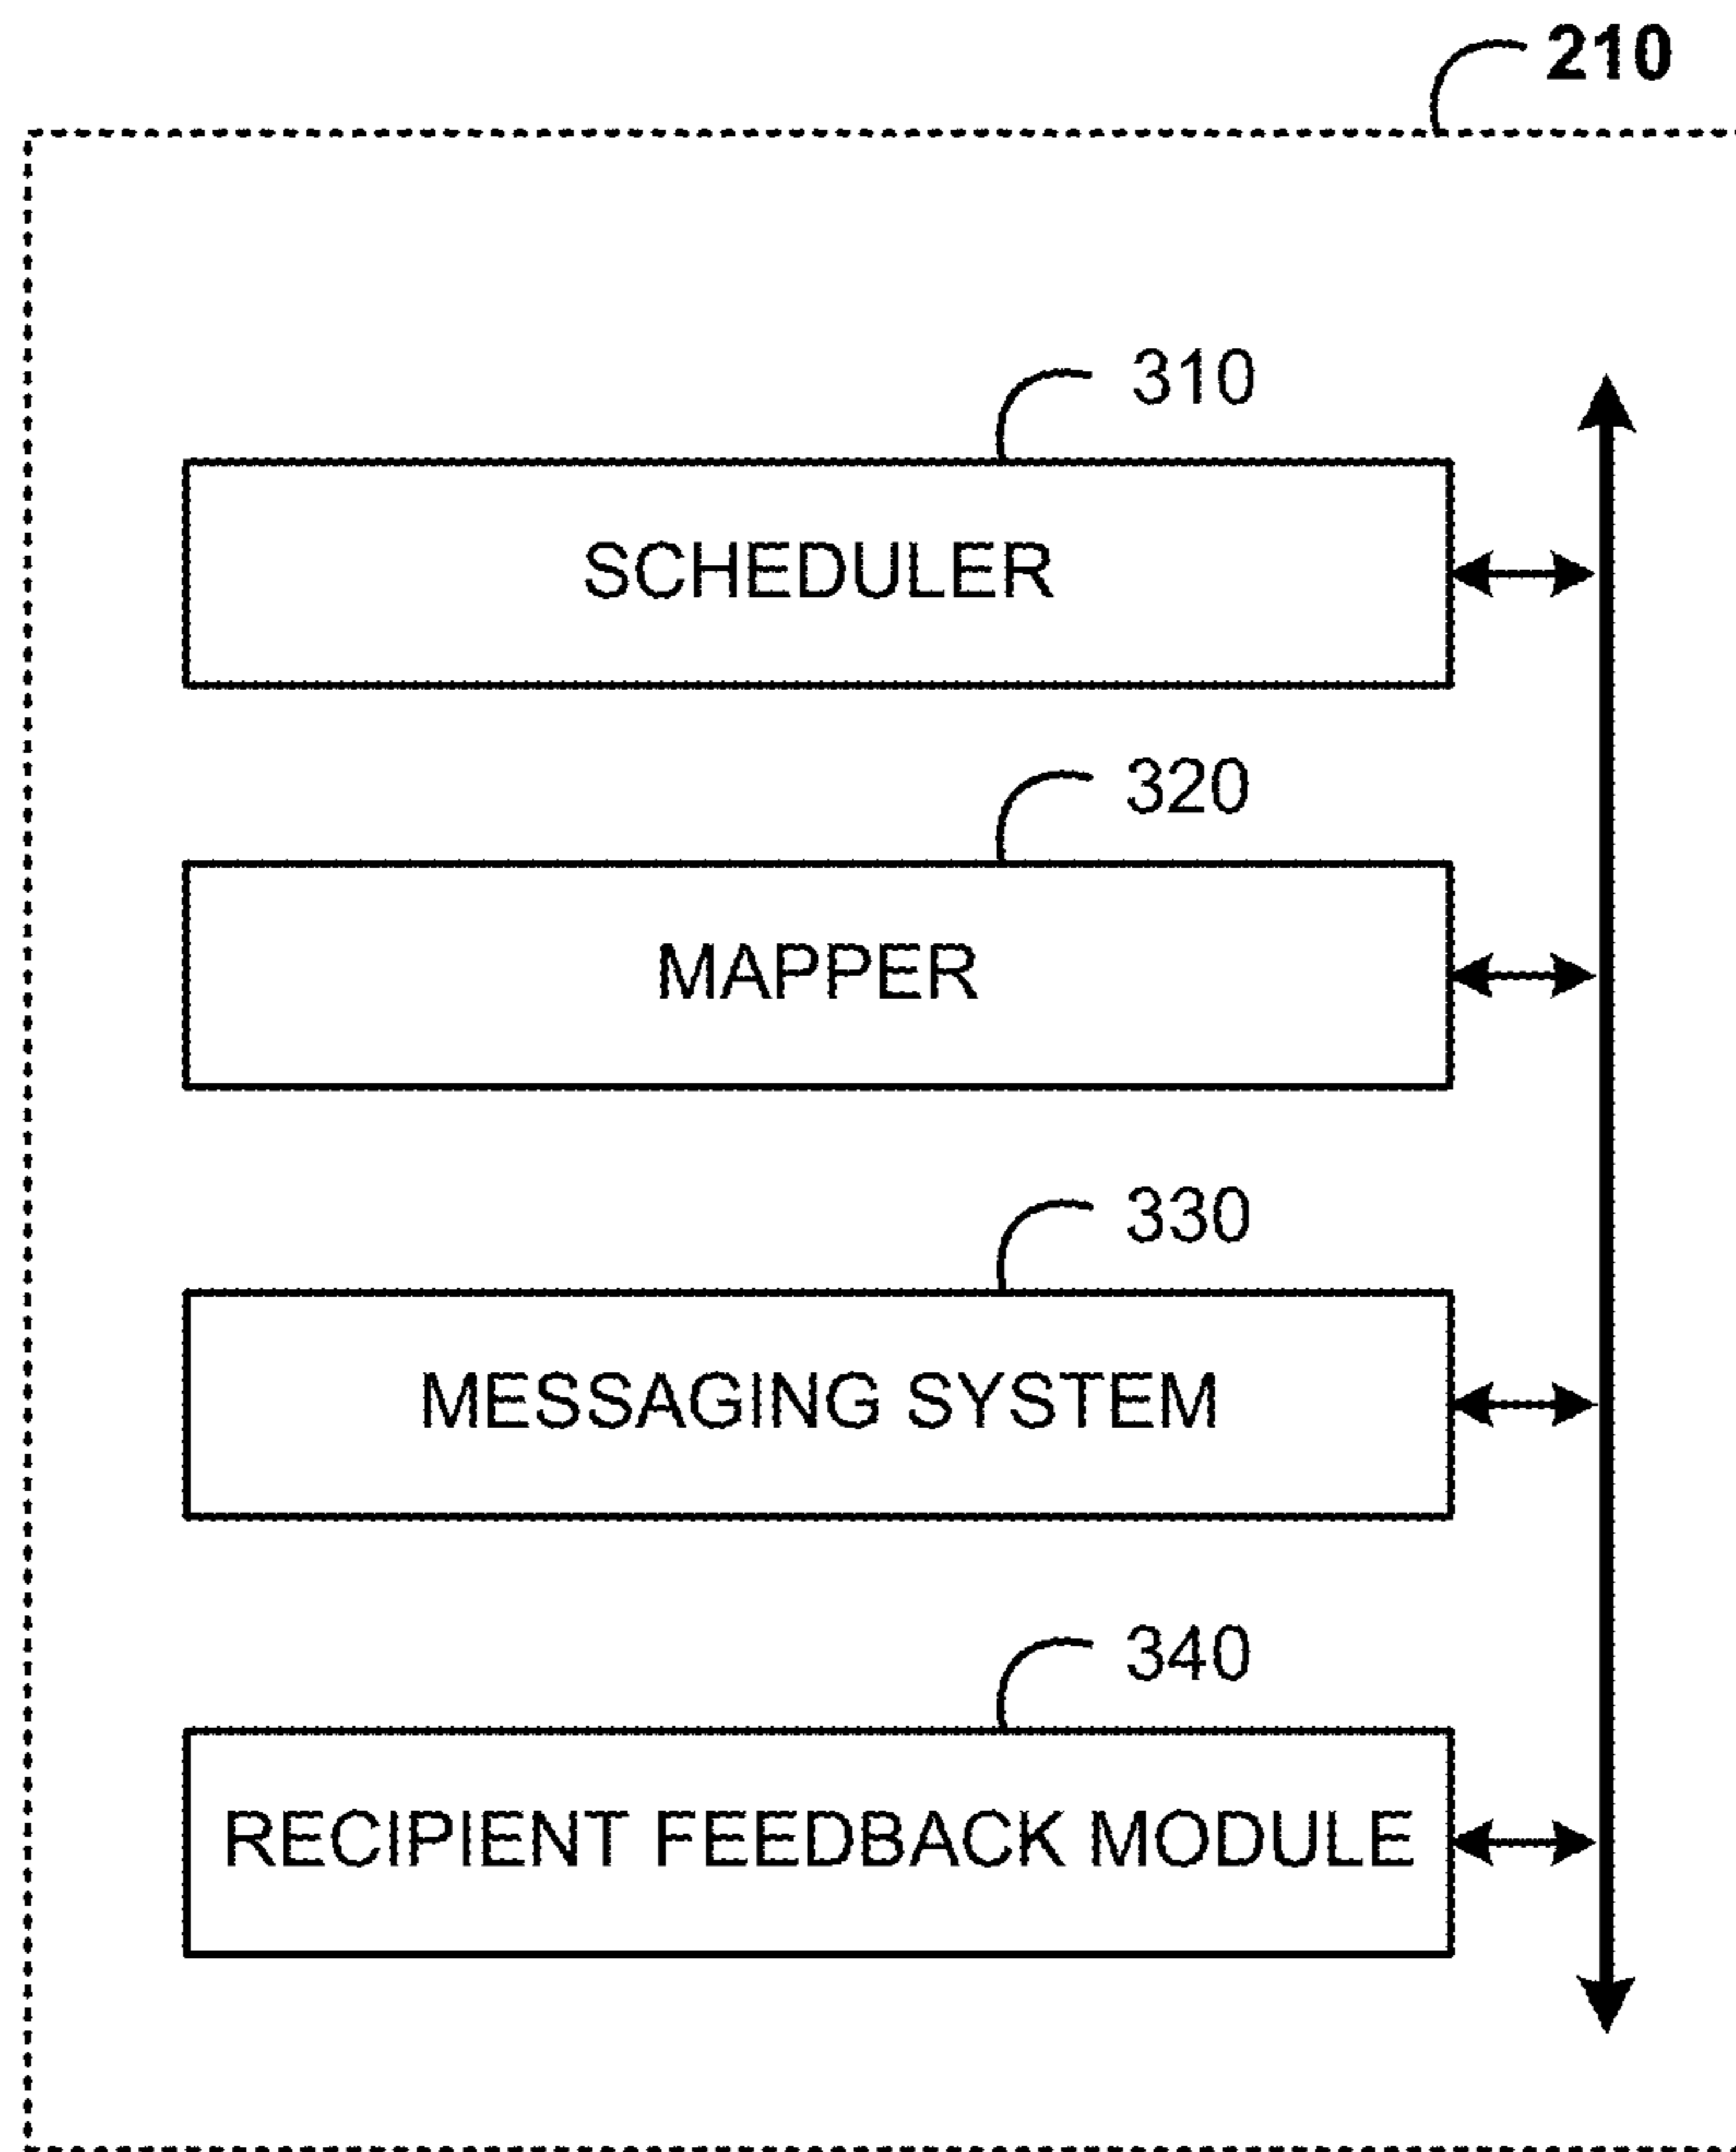 210
310
SCHEDULER
320
MAPPER
330
MESSAGING SYSTEM
340
RECIPIENT FEEDBACK MODULE